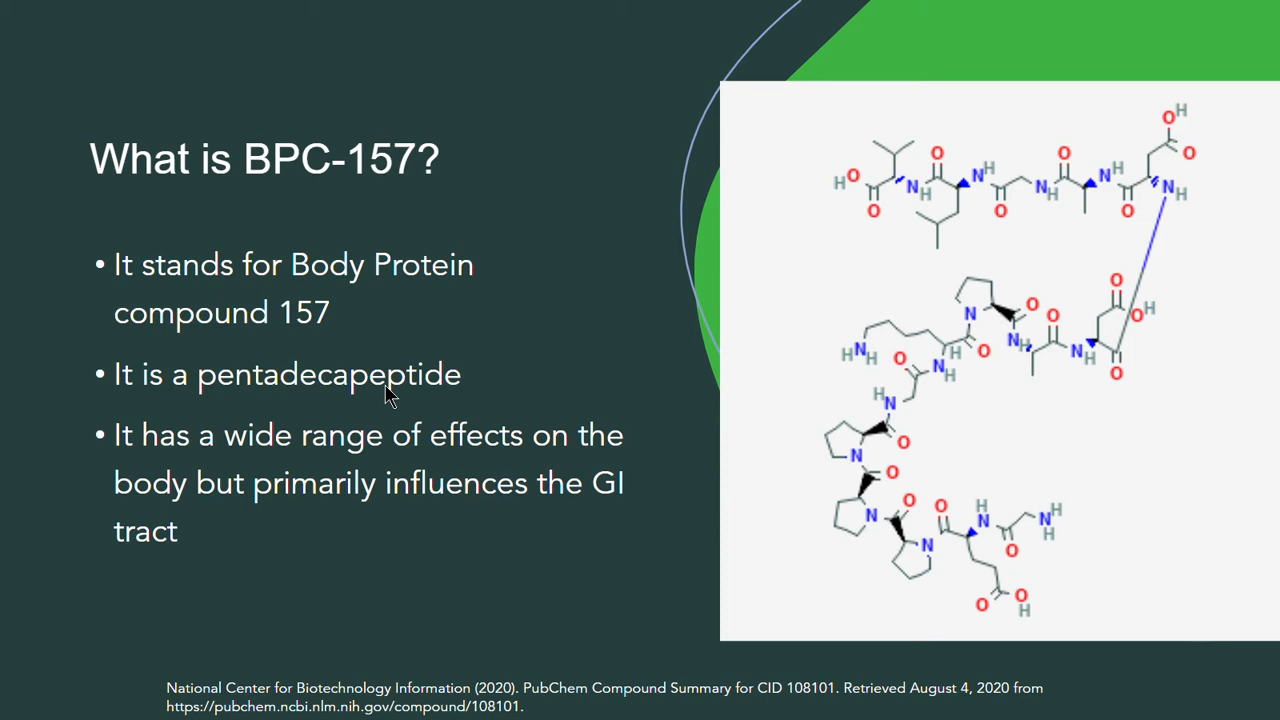 What is BPC-157?
• It stands for Body Protein
compound 157
• It is a pentadecapeptide
• It has a wide range of effects on the
body but primarily influences the GI
tract
National Center for Biotechnology Information (2020). PubChem Compound Summary for CID 108101. Retrieved August 4, 2020 from
https://pubchem.ncbi.nlm.nih.gov/compound/108101.